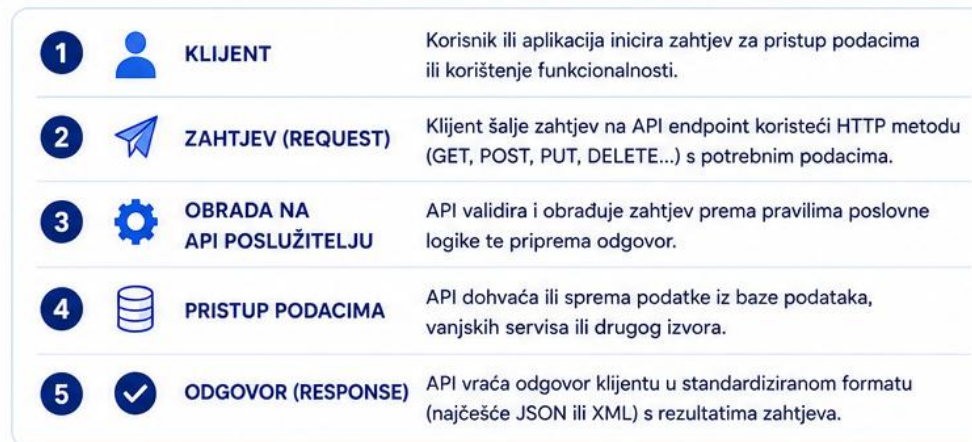 1
KLIJENT
Korisnik ili aplikacija inicira zahtjev za pristup podacima
ili korištenje funkcionalnosti.
2
ZAHTJEV (REQUEST)
Klijent šalje zahtjev na API endpoint koristeći HTTP metodu
(GET, POST, PUT, DELETE...) s potrebnim podacima.
3
OBRADA NA
API POSLUŽITELJU
API validira i obrađuje zahtjev prema pravilima poslovne
logike te priprema odgovor.
4
PRISTUP PODACIMA
API dohvaća ili sprema podatke iz baze podataka,
vanjskih servisa ili drugog izvora.
5
ODGOVOR (RESPONSE)
API vraća odgovor klijentu u standardiziranom formatu
(najčešće JSON ili XML) s rezultatima zahtjeva.